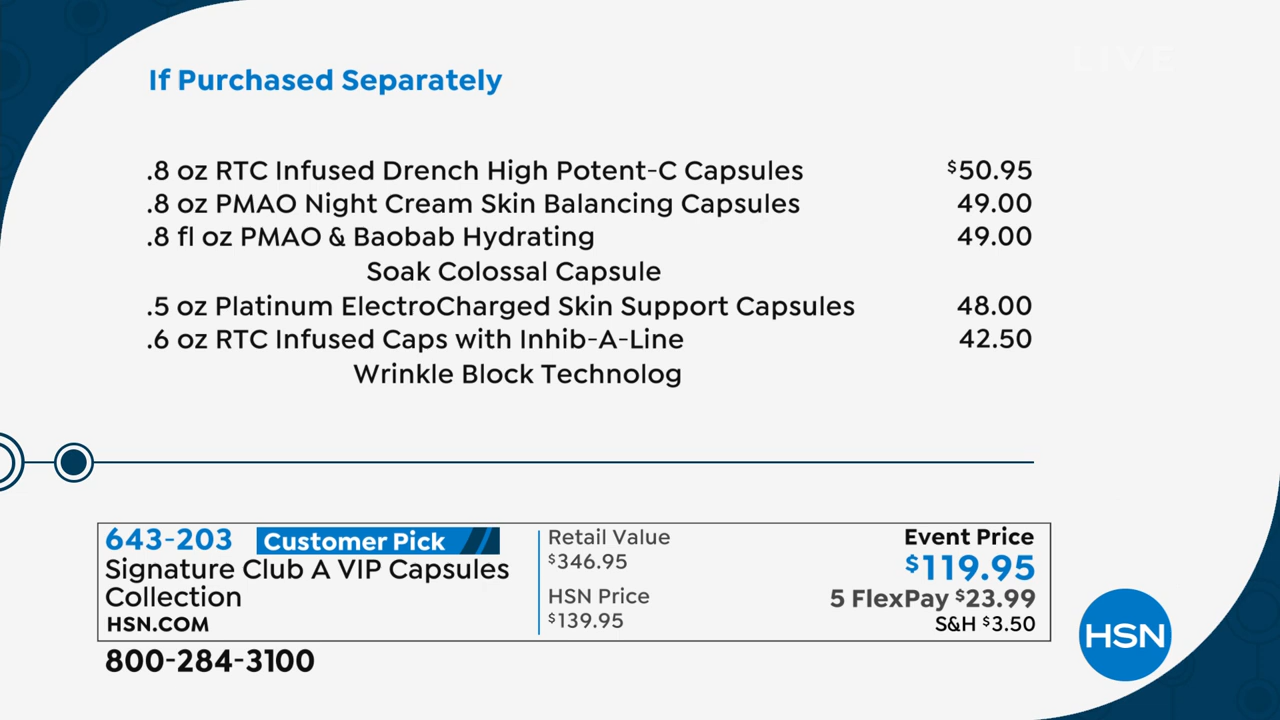 LIVE
If Purchased Separately
.8 oz RTC Infused Drench High Potent-C Capsules $50.95
.8 oz PMAO Night Cream Skin Balancing Capsules 49.00
.8 fl oz PMAO & Baobab Hydrating 49.00
Soak Colossal Capsule
.5 oz Platinum ElectroCharged Skin Support Capsules 48.00
.6 oz RTC Infused Caps with Inhib-A-Line 42.50
Wrinkle Block Technolog
643-203 Customer Pick
Signature Club A VIP Capsules
Collection
HSN.COM
Retail Value
$346.95
HSN Price
$139.95
Event Price
$119.95
5 FlexPay $23.99
S&H $3.50
800-284-3100
HSN